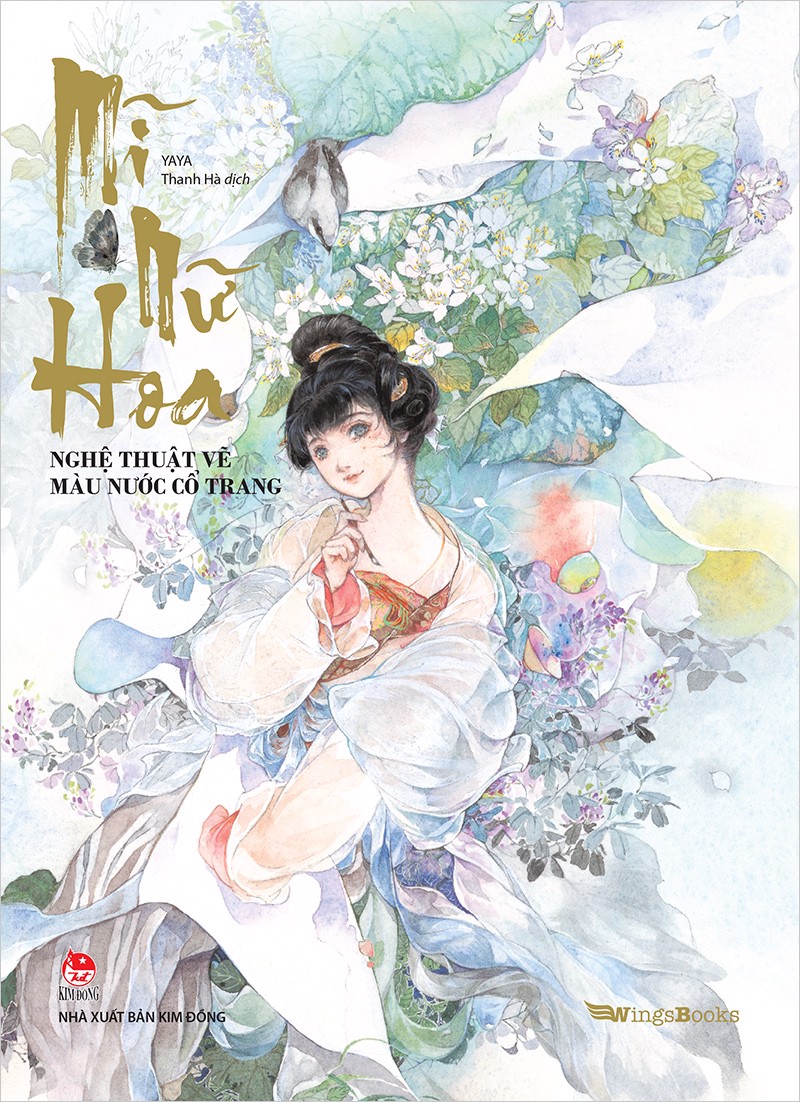 Mĩ
Nữ
Hoa
YAYA
Thanh Hà dịch
NGHỆ THUẬT VẼ
MÀU NƯỚC CỔ TRANG
KIM ĐỒNG
NHÀ XUẤT BẢN KIM ĐỒNG
WingsBooks